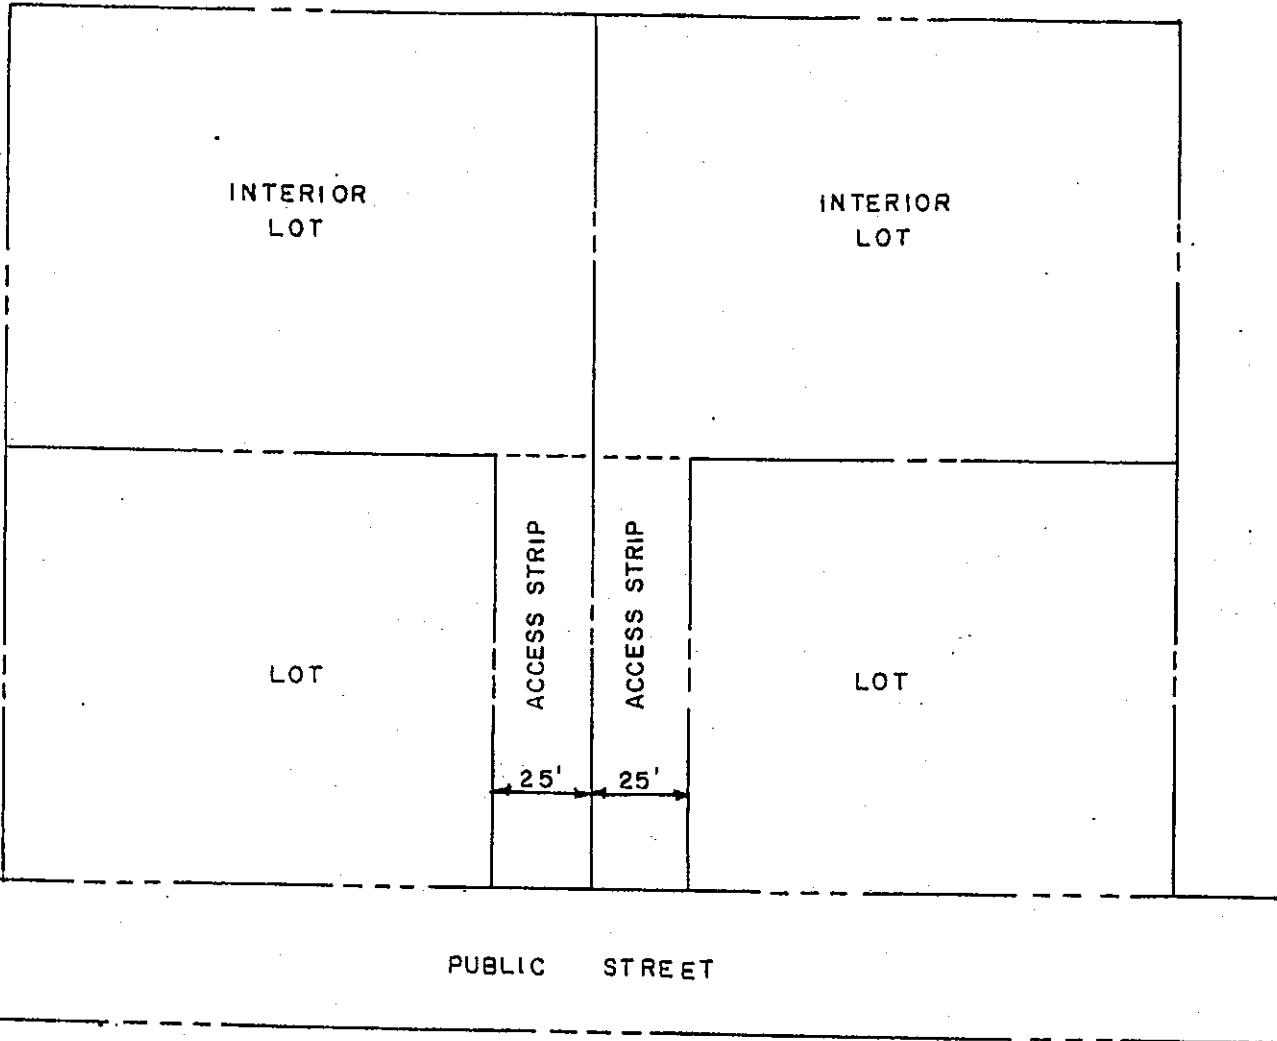 INTERIOR
LOT
INTERIOR
LOT
ACCESS STRIP
ACCESS STRIP
LOT
LOT
25'
25'
PUBLIC STREET